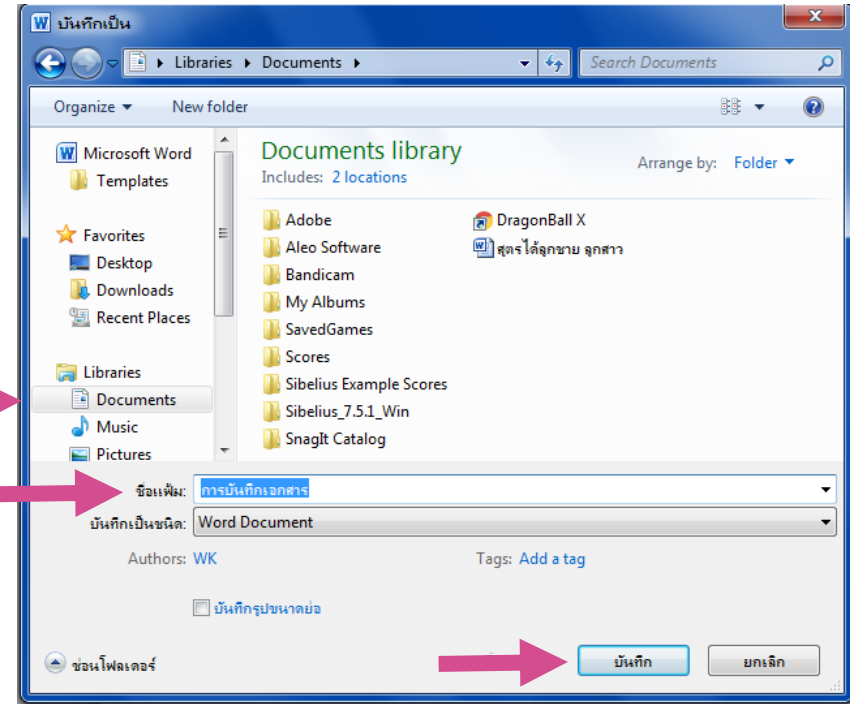 บันทึกเป็น
Libraries Documents
Search Documents
Organize New folder
Microsoft Word
Templates
Favorites
Desktop
Downloads
Recent Places
Libraries
Documents
Music
Pictures
Documents library
Includes: 2 locations
Arrange by: Folder
Adobe
Aleo Software
Bandicam
My Albums
SavedGames
Scores
Sibelius Example Scores
Sibelius_7.5.1_Win
SnagIt Catalog
DragonBall X
สุตรได้ลูกชาย ลูกสาว
ชื่อแฟ้ม: การบันทึกเอกสาร
บันทึกเป็นชนิด: Word Document
Authors: WK
Tags: Add a tag
บันทึกรูปขนาดย่อ
ซ่อนโฟลเดอร์
บันทึก
ยกเลิก